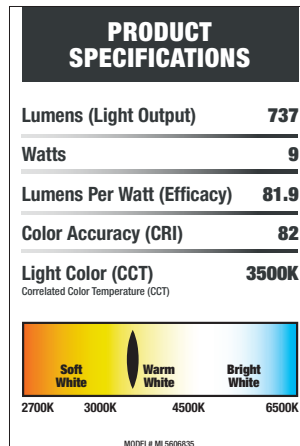 PRODUCT
SPECIFICATIONS
Lumens (Light Output) 737
Watts 9
Lumens Per Watt (Efficacy) 81.9
Color Accuracy (CRI) 82
Light Color (CCT) 3500K
Correlated Color Temperature (CCT)
Soft White Warm White Bright White
2700K 3000K 4500K 6500K
MODEL# ML5606835